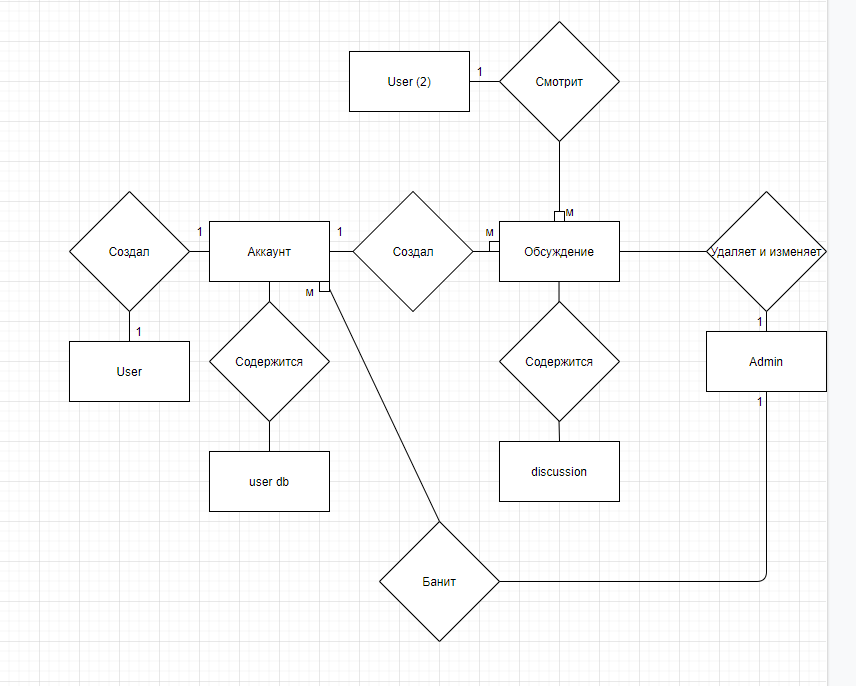 User (2)
1
Смотрит
м
Создал
1
1
User
Аккаунт
1
м
Создал
м
Обсуждение
Удаляет и изменяет
1
Admin
1
Содержится
user db
Содержится
discussion
Банит